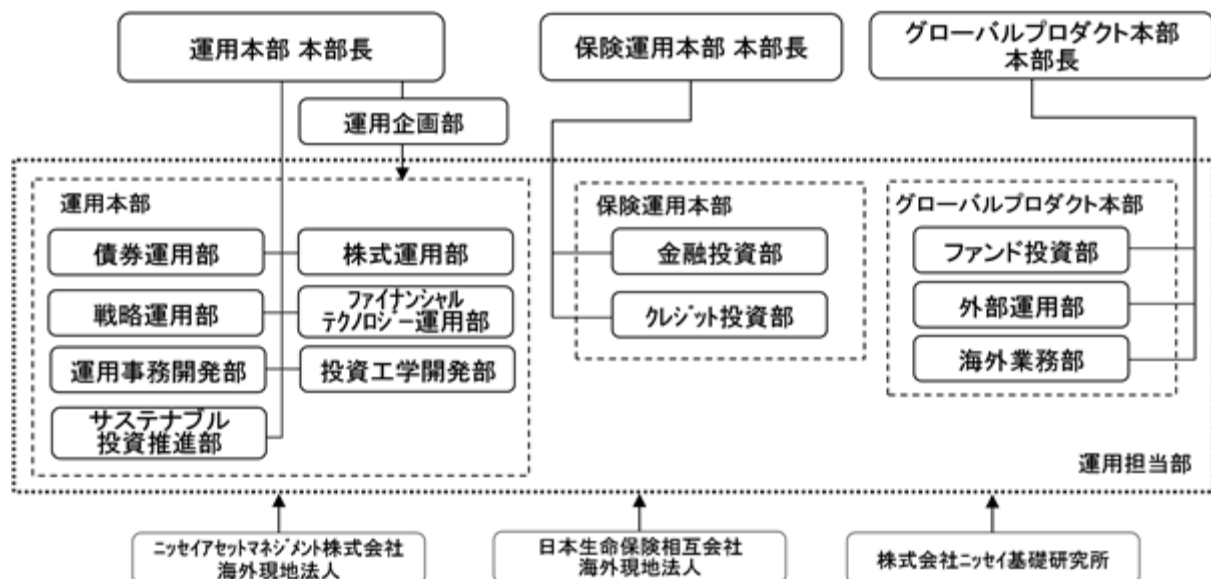 運用本部 本部長
保険運用本部 本部長
グローバルプロダクト本部
本部長
運用企画部
運用本部
債券運用部
株式運用部
戦略運用部
ファイナンシャル
テクノロジー運用部
運用事務開発部
投資工学開発部
サステナブル
投資推進部
保険運用本部
金融投資部
クレジット投資部
グローバルプロダクト本部
ファンド投資部
外部運用部
海外業務部
運用担当部
ニッセイアセットマネジメント株式会社
海外現地法人
日本生命保険相互会社
海外現地法人
株式会社ニッセイ基礎研究所